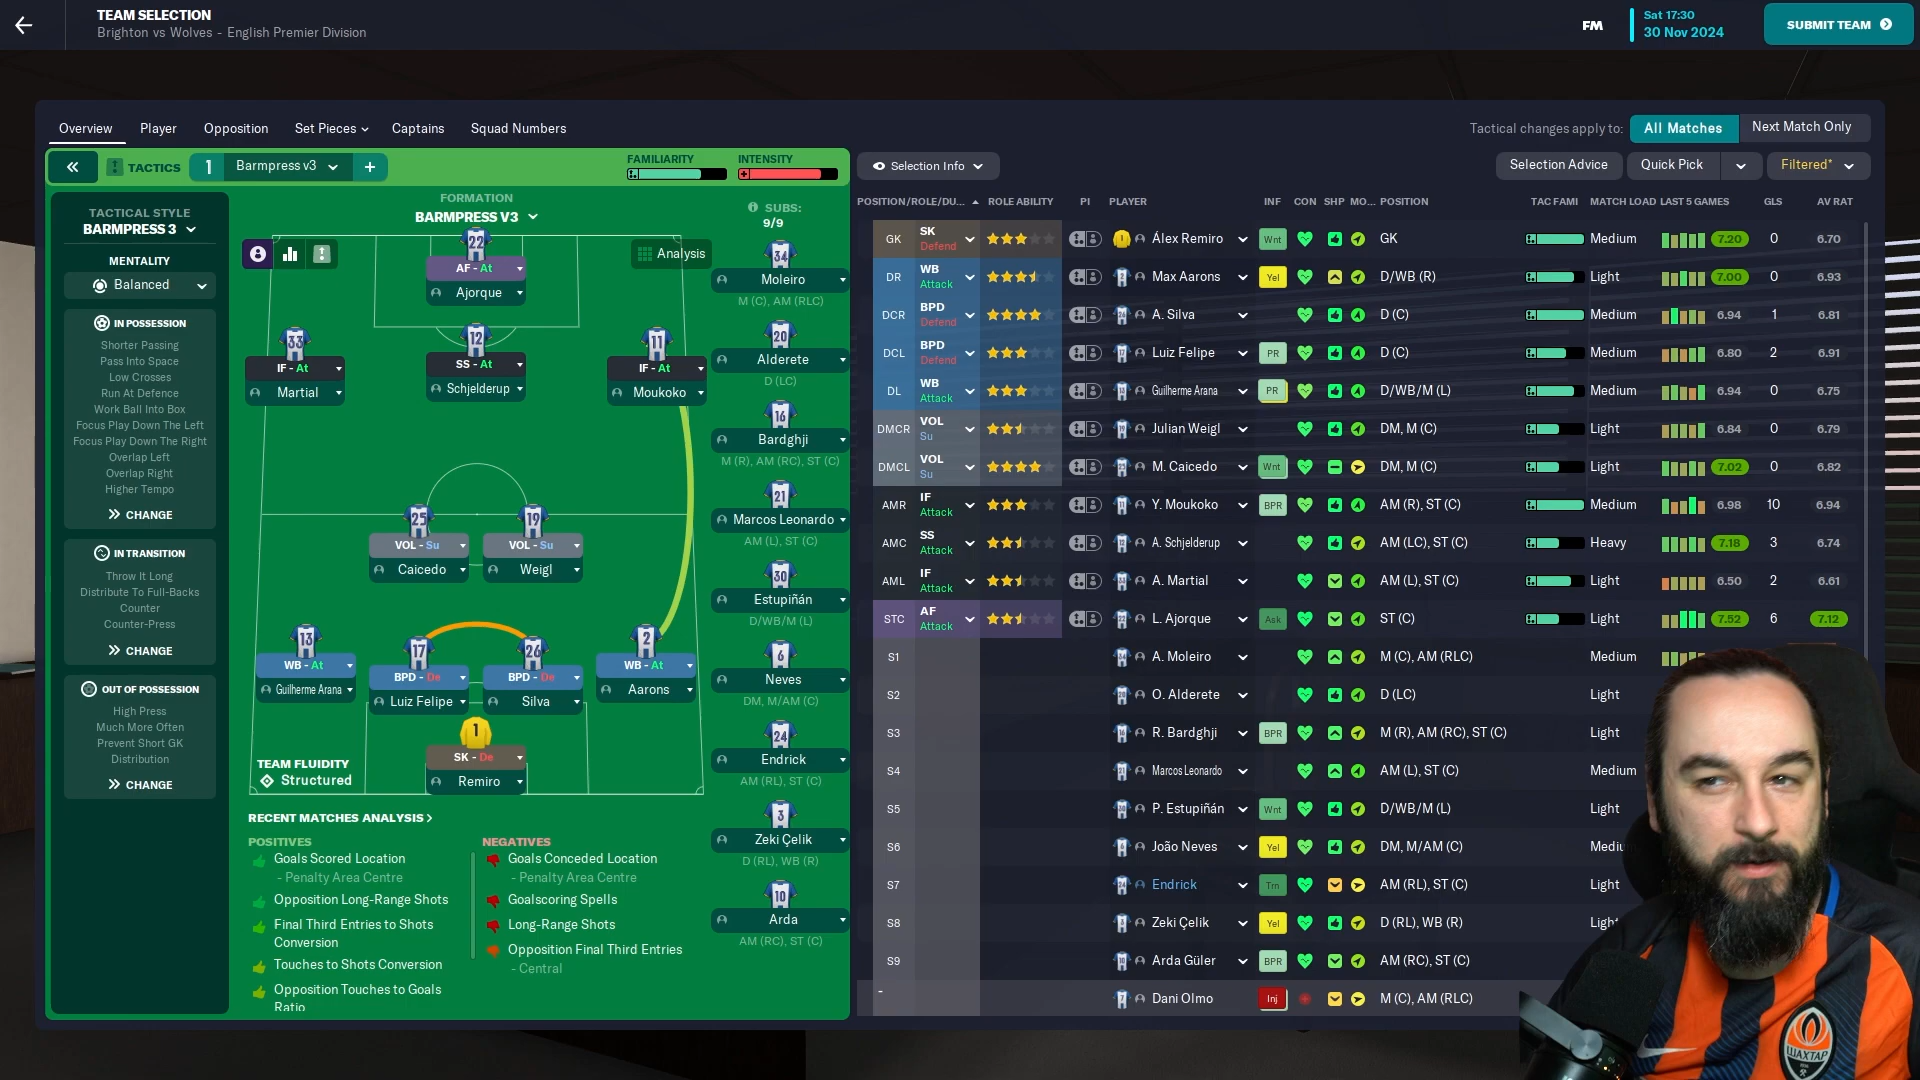 TEAM SELECTION
Brighton vs Wolves - English Premier Division
FM
Sat 17:30
30 Nov 2024
SUBMIT TEAM
Overview Player Opposition Set Pieces Captains Squad Numbers
Tactical changes apply to: All Matches Next Match Only
TACTICS 1 Barmpress v3 +
FAMILIARITY
INTENSITY
Selection Info
Selection Advice Quick Pick Filtered*
TACTICAL STYLE
BARMPRESS 3
MENTALITY
Balanced
IN POSSESSION
Shorter Passing
Pass Into Space
Low Crosses
Run At Defence
Work Ball Into Box
Focus Play Down The Left
Focus Play Down The Right
Overlap Left
Overlap Right
Higher Tempo
CHANGE
IN TRANSITION
Throw It Long
Distribute To Full-Backs
Counter
Counter-Press
CHANGE
OUT OF POSSESSION
High Press
Much More Often
Prevent Short GK
Distribution
CHANGE
FORMATION
BARMPRESS V3
Analysis
22
AF - At
Ajorque
33
IF - At
Martial
12
SS - At
Schjelderup
11
IF - At
Moukoko
25
VOL - Su
Caicedo
19
VOL - Su
Weigl
13
WB - At
Guilherme Arana
17
BPD - De
Luiz Felipe
26
BPD - De
Silva
2
WB - At
Aarons
1
SK - De
Remiro
TEAM FLUIDITY
Structured
SUBS:
9/9
34
Moleiro
M (C), AM (RLC)
20
Alderete
D (LC)
16
Bardghji
M (R), AM (RC), ST (C)
21
Marcos Leonardo
AM (L), ST (C)
30
Estupiñán
D/WB/M (L)
6
Neves
DM, M/AM (C)
24
Endrick
AM (RL), ST (C)
3
Zeki Çelik
D (RL), WB (R)
10
Arda
AM (RC), ST (C)
RECENT MATCHES ANALYSIS >
POSITIVES
Goals Scored Location
- Penalty Area Centre
Opposition Long-Range Shots
Final Third Entries to Shots
Conversion
Touches to Shots Conversion
Opposition Touches to Goals
Ratio
NEGATIVES
Goals Conceded Location
- Penalty Area Centre
Goalscoring Spells
Long-Range Shots
Opposition Final Third Entries
- Central
POSITION/ROLE/DU... ROLE ABILITY PI PLAYER INF CON SHP MO... POSITION TAC FAMI MATCH LOAD LAST 5 GAMES GLS AV RAT
GK SK Defend Álex Remiro Wnt GK Medium 7.20 0 6.70
DR WB Attack Max Aarons Yel D/WB (R) Light 7.00 0 6.93
DCR BPD Defend A. Silva D (C) Medium 6.94 1 6.81
DCL BPD Defend Luiz Felipe PR D (C) Medium 6.80 2 6.91
DL WB Attack Guilherme Arana PR D/WB/M (L) Medium 6.94 0 6.75
DMCR VOL Su Julian Weigl DM, M (C) Light 6.84 0 6.79
DMCL VOL Su M. Caicedo Wnt DM, M (C) Light 7.02 0 6.82
AMR IF Attack Y. Moukoko BPR AM (R), ST (C) Medium 6.98 10 6.94
AMC SS Attack A. Schjelderup AM (LC), ST (C) Heavy 7.18 3 6.74
AML IF Attack A. Martial AM (L), ST (C) Light 6.50 2 6.61
STC AF Attack L. Ajorque Ask ST (C) Light 7.52 6 7.12
S1 A. Moleiro M (C), AM (RLC) Medium
S2 O. Alderete D (LC) Light
S3 R. Bardghji BPR M (R), AM (RC), ST (C) Light
S4 Marcos Leonardo AM (L), ST (C) Medium
S5 P. Estupiñán Wnt D/WB/M (L) Light
S6 João Neves Yel DM, M/AM (C)
S7 Endrick Trn AM (RL), ST (C) Light
S8 Zeki Çelik Yel D (RL), WB (R)
S9 Arda Güler BPR AM (RC), ST (C)
- Dani Olmo Inj M (C), AM (RLC)
ШАХТАР